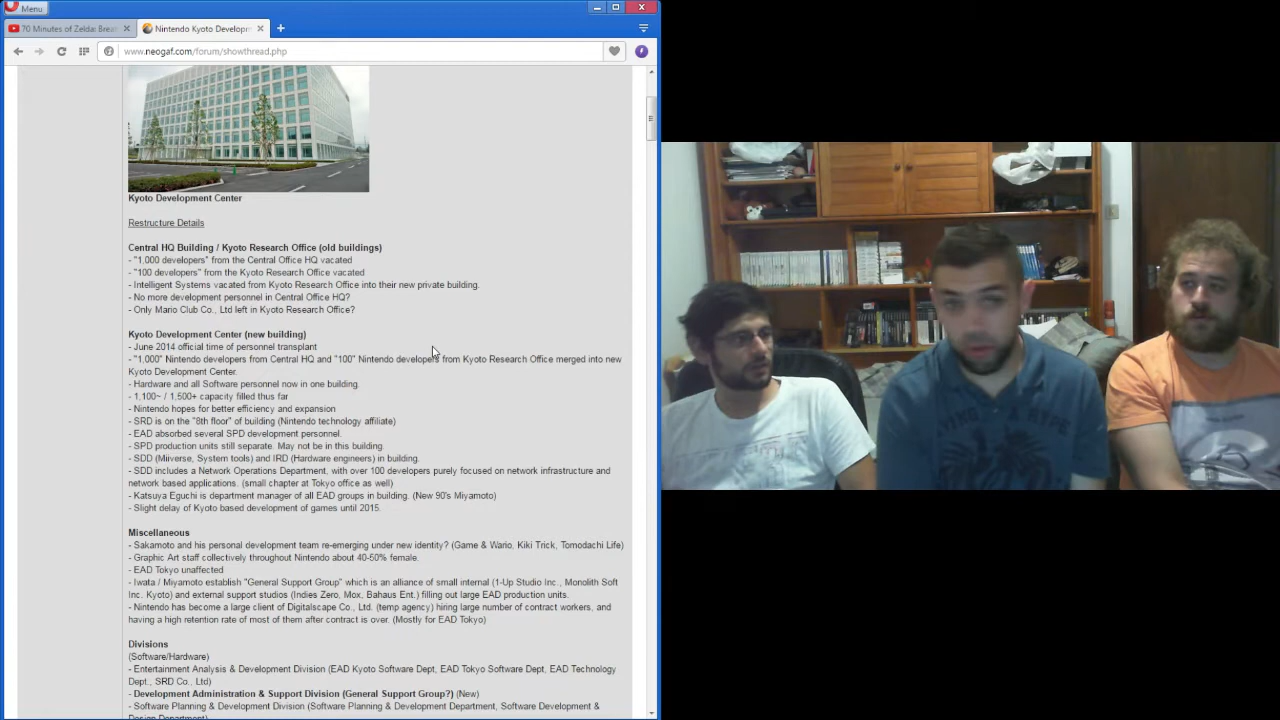 Menu
70 Minutes of Zelda: Brea
Nintendo Kyoto Developm
www.neogaf.com/forum/showthread.php
Kyoto Development Center
Restructure Details
Central HQ Building / Kyoto Research Office (old buildings)
- "1,000 developers" from the Central Office HQ vacated
- "100 developers" from the Kyoto Research Office vacated
- Intelligent Systems vacated from Kyoto Research Office into their new private building.
- No more development personnel in Central Office HQ?
- Only Mario Club Co., Ltd left in Kyoto Research Office?
Kyoto Development Center (new building)
- June 2014 official time of personnel transplant
- "1,000" Nintendo developers from Central HQ and "100" Nintendo developers from Kyoto Research Office merged into new
Kyoto Development Center.
- Hardware and all Software personnel now in one building.
- 1,100~ / 1,500+ capacity filled thus far
- Nintendo hopes for better efficiency and expansion
- SRD is on the "8th floor" of building (Nintendo technology affiliate)
- EAD absorbed several SPD development personnel.
- SPD production units still separate. May not be in this building.
- SDD (Miiverse, System tools) and IRD (Hardware engineers) in building.
- SDD includes a Network Operations Department, with over 100 developers purely focused on network infrastructure and
network based applications. (small chapter at Tokyo office as well)
- Katsuya Eguchi is department manager of all EAD groups in building. (New 90's Miyamoto)
- Slight delay of Kyoto based development of games until 2015.
Miscellaneous
- Sakamoto and his personal development team re-emerging under new identity? (Game & Wario, Kiki Trick, Tomodachi Life)
- Graphic Art staff collectively throughout Nintendo about 40-50% female.
- EAD Tokyo unaffected
- Iwata / Miyamoto establish "General Support Group" which is an alliance of small internal (1-Up Studio Inc., Monolith Soft
Inc. Kyoto) and external support studios (Indies Zero, Mox, Bahaus Ent.) filling out large EAD production units.
- Nintendo has become a large client of Digitalscape Co., Ltd. (temp agency) hiring large number of contract workers, and
having a high retention rate of most of them after contract is over. (Mostly for EAD Tokyo)
Divisions
(Software/Hardware)
- Entertainment Analysis & Development Division (EAD Kyoto Software Dept, EAD Tokyo Software Dept, EAD Technology
Dept., SRD Co., Ltd)
- Development Administration & Support Division (General Support Group?) (New)
- Software Planning & Development Division (Software Planning & Development Department, Software Development &
Design Department)